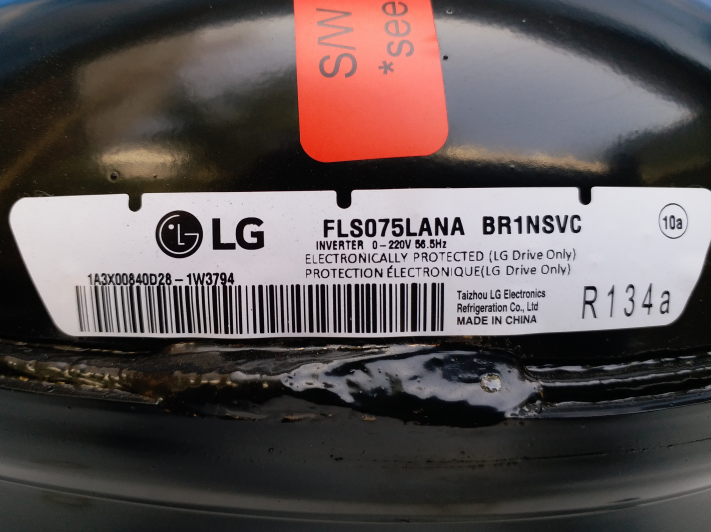 S/W
*see
LG
FLS075LANA BR1NSVC
10a
INVERTER 0-220V 56.5Hz
ELECTRONICALLY PROTECTED (LG Drive Only)
PROTECTION ÉLECTRONIQUE(LG Drive Only)
1A3X00840D28-1W3794
Taizhou LG Electronics
Refrigeration Co., Ltd
MADE IN CHINA
R134a